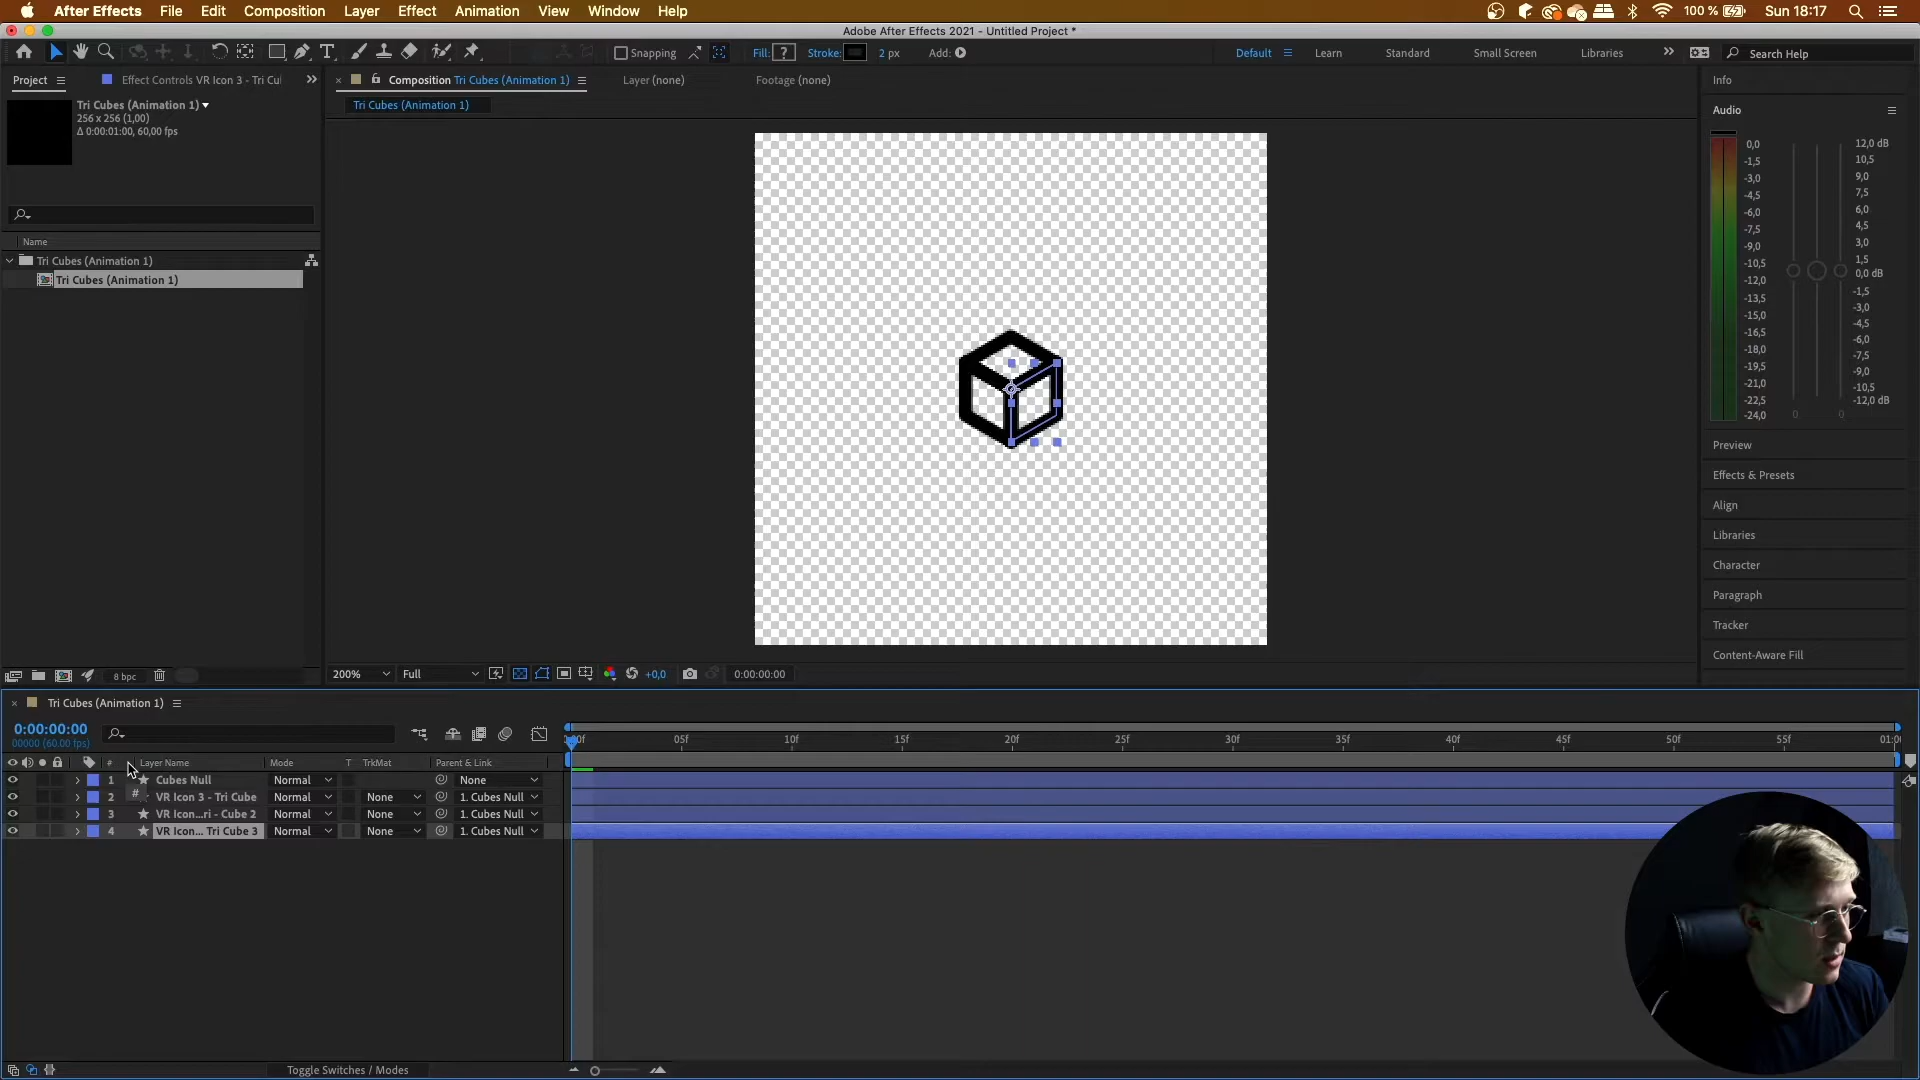 After Effects File Edit Composition Layer Effect Animation View Window Help 100 % Sun 18:17
Adobe After Effects 2021 - Untitled Project *
Snapping Fill: ? Stroke: 2 px Add: Default Learn Standard Small Screen Libraries Search Help
Project Effect Controls VR Icon 3 - Tri Cu
Composition Tri Cubes (Animation 1) Layer (none) Footage (none)
Tri Cubes (Animation 1)
Tri Cubes (Animation 1)
256 x 256 (1,00)
Δ 0:00:01:00, 60,00 fps
Name
Tri Cubes (Animation 1)
Tri Cubes (Animation 1)
8 bpc
200% Full +0,0 0:00:00:00
Info
Audio
0,0
-1,5
-3,0
-4,5
-6,0
-7,5
-9,0
-10,5
-12,0
-13,5
-15,0
-16,5
-18,0
-19,5
-21,0
-22,5
-24,0
0 0
12,0 dB
10,5
9,0
7,5
6,0
4,5
3,0
1,5
0,0 dB
-1,5
-3,0
-4,5
-6,0
-7,5
-9,0
-10,5
-12,0 dB
Preview
Effects & Presets
Align
Libraries
Character
Paragraph
Tracker
Content-Aware Fill
Tri Cubes (Animation 1)
0:00:00:00
00000 (60.00 fps)
05f 10f 15f 20f 25f 30f 35f 40f 45f 50f 55f
# Layer Name Mode T TrkMat Parent & Link
1 Cubes Null Normal None
2 VR Icon 3 - Tri Cube Normal None 1. Cubes Null
3 VR Icon...ri - Cube 2 Normal None 1. Cubes Null
4 VR Icon... Tri Cube 3 Normal None 1. Cubes Null
#
Toggle Switches / Modes